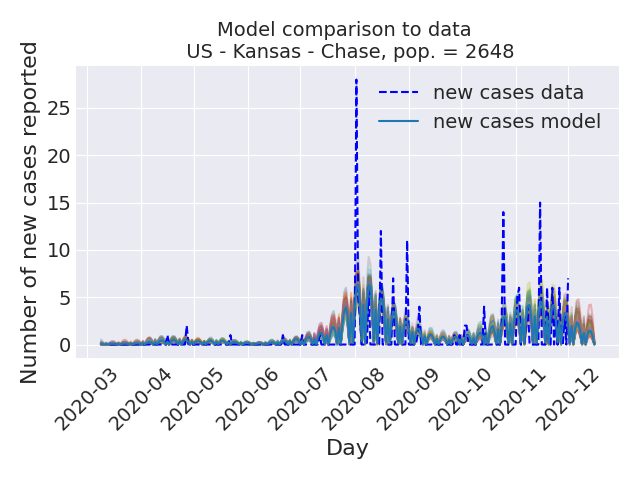 Model comparison to data
US - Kansas - Chase, pop. = 2648
Number of new cases reported
25
20
15
10
5
0
new cases data
new cases model
2020-03
2020-04
2020-05
2020-06
2020-07
2020-08
2020-09
2020-10
2020-11
2020-12
Day